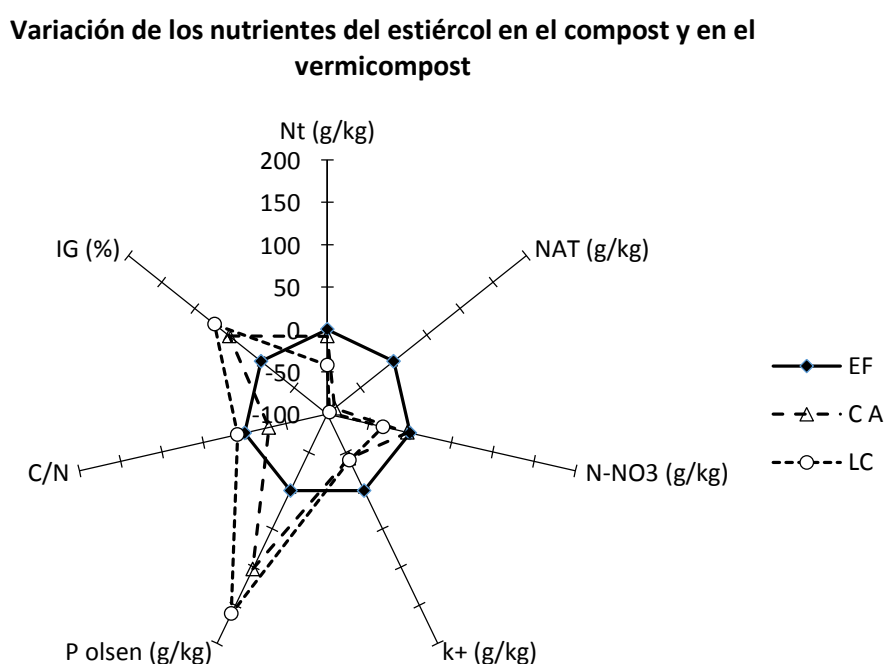 Variación de los nutrientes del estiércol en el compost y en el
vermicompost
Nt (g/kg)
200
150
100
50
0
-50
-100
NAT (g/kg)
N-NO3 (g/kg)
k+ (g/kg)
P olsen (g/kg)
C/N
IG (%)
EF
C A
LC